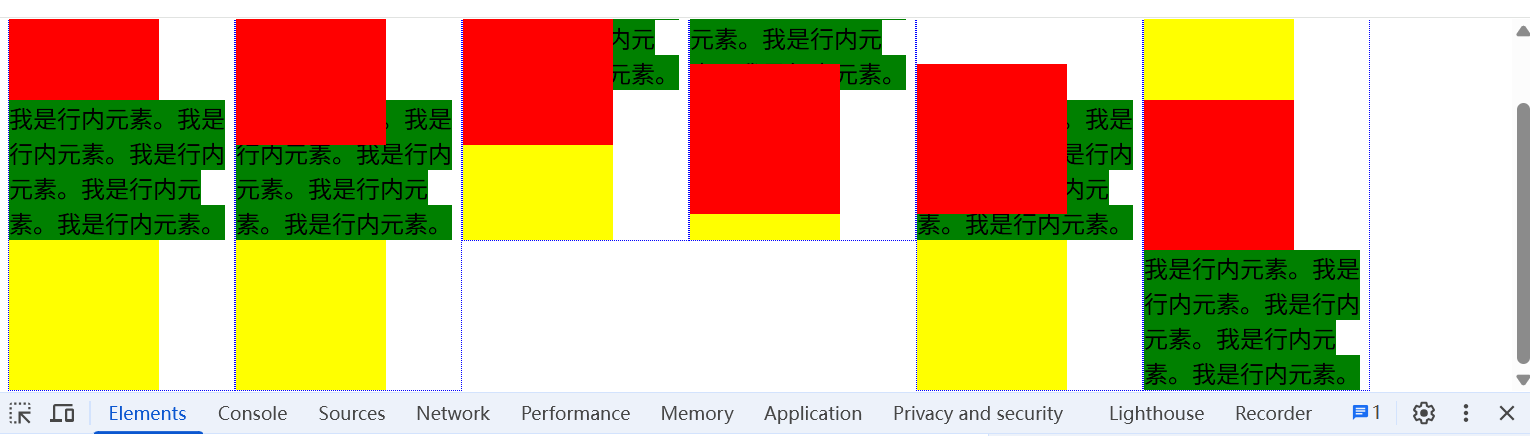 我是行内元素。我是
行内元素。我是行内
元素。我是行内元
素。我是行内元素。
。我是
行内元素。我是行内
元素。我是行内元
素。我是行内元素。
内元
元素。
元素。我是行内元
元素。
。我是
是行内
内元
素。我是行内元素。
我是行内元素。我是
行内元素。我是行内
元素。我是行内元
素。我是行内元素。
Elements Console Sources Network Performance Memory Application Privacy and security Lighthouse Recorder 1